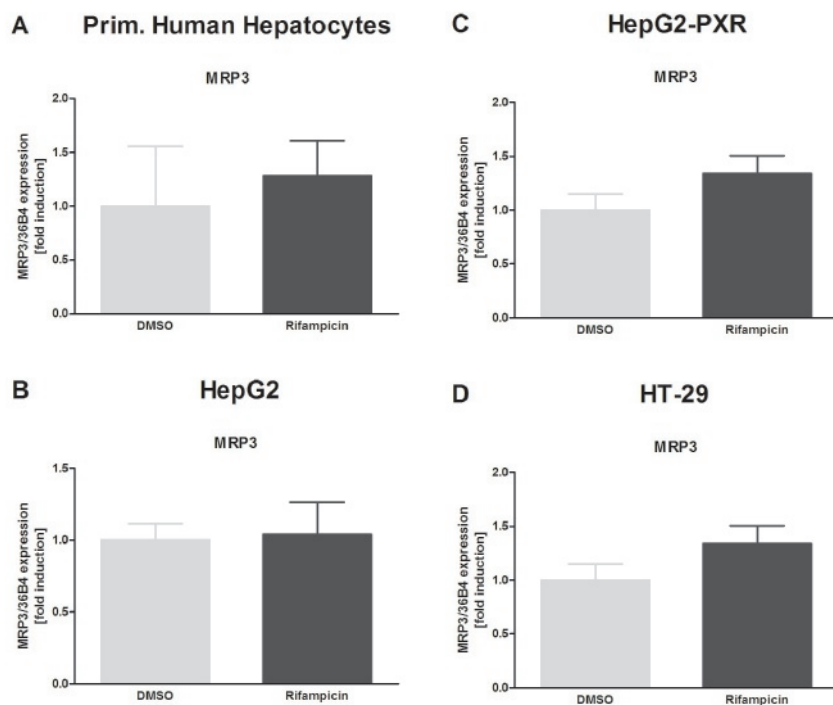 A Prim. Human Hepatocytes
MRP3
MRP3/36B4 expression
[fold induction]
2.0
1.5
1.0
0.5
0.0
DMSO Rifampicin
B HepG2
MRP3
MRP3/36B4 expression
[fold induction]
1.5
1.0
0.5
0.0
DMSO Rifampicin
C HepG2-PXR
MRP3
MRP3/36B4 expression
[fold induction]
2.0
1.5
1.0
0.5
0.0
DMSO Rifampicin
D HT-29
MRP3
MRP3/36B4 expression
[fold induction]
2.0
1.5
1.0
0.5
0.0
DMSO Rifampicin